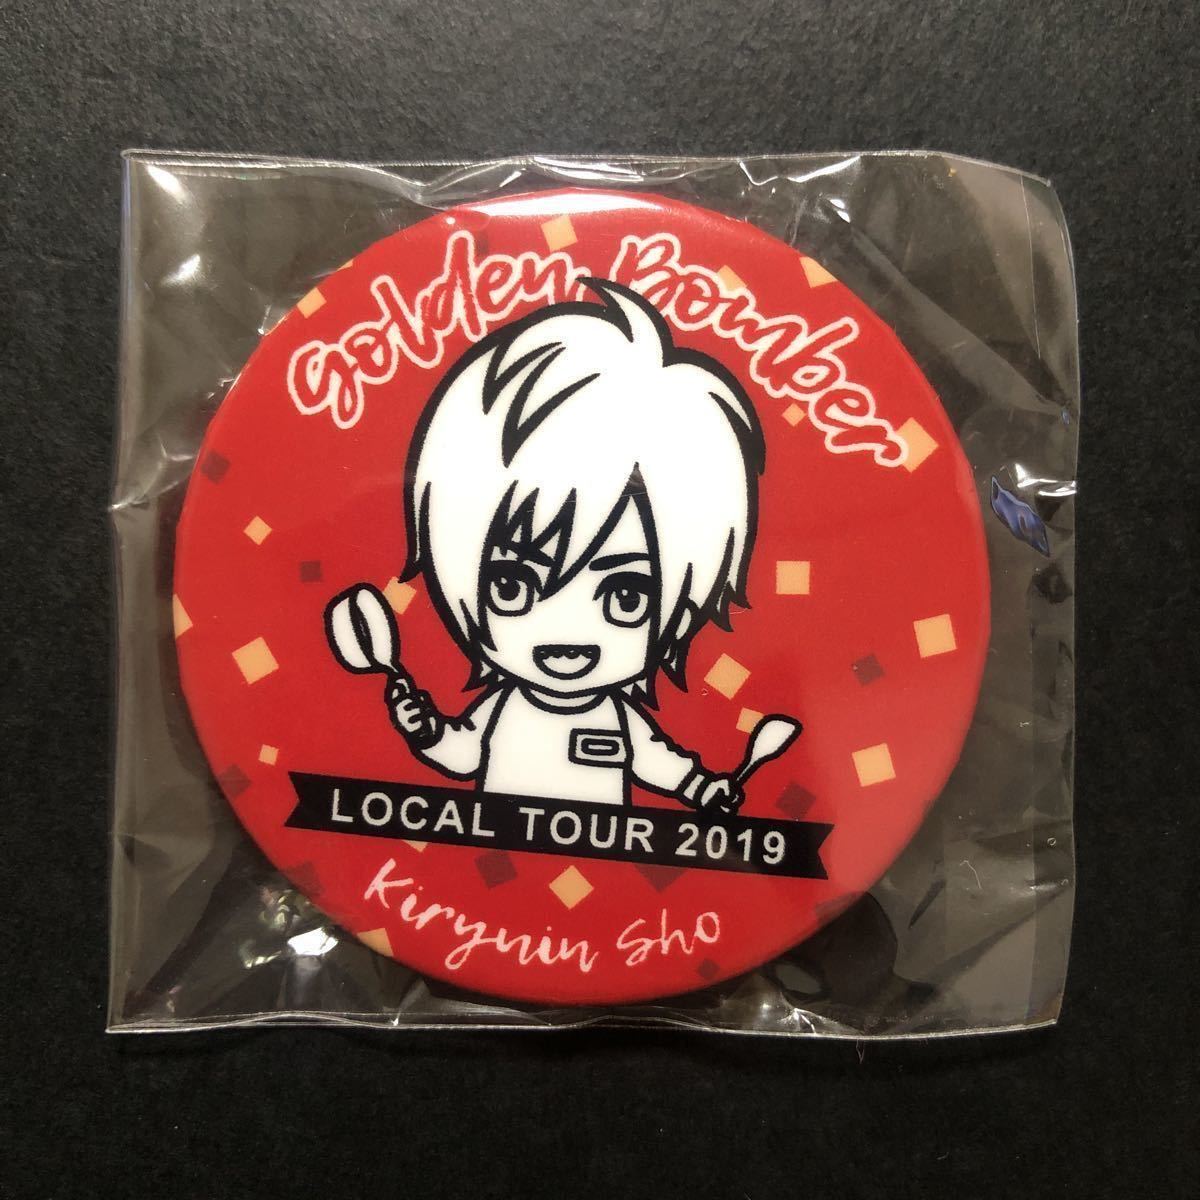 golden Bomber
LOCAL TOUR 2019
Kiryuin Sho